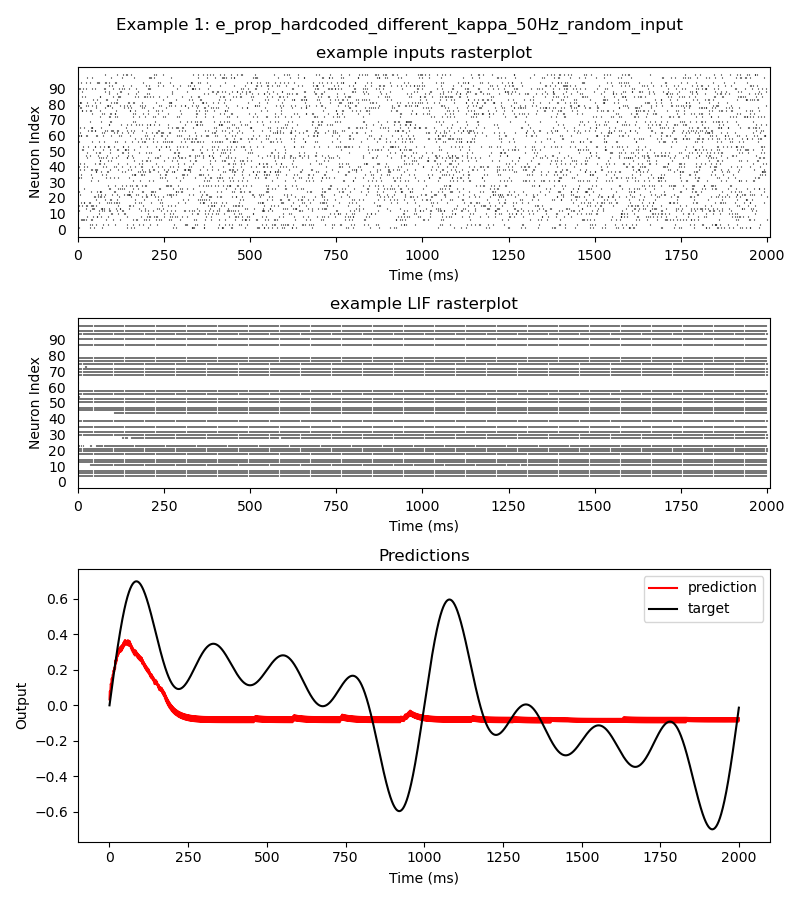 Example 1: e_prop_hardcoded_different_kappa_50Hz_random_input
example inputs rasterplot
90
80
70
60
50
40
30
20
10
0
Neuron Index
0 250 500 750 1000 1250 1500 1750 2000
Time (ms)
example LIF rasterplot
90
80
70
60
50
40
30
20
10
0
Neuron Index
0 250 500 750 1000 1250 1500 1750 2000
Time (ms)
Predictions
prediction
target
0.6
0.4
0.2
0.0
−0.2
−0.4
−0.6
Output
0 250 500 750 1000 1250 1500 1750 2000
Time (ms)